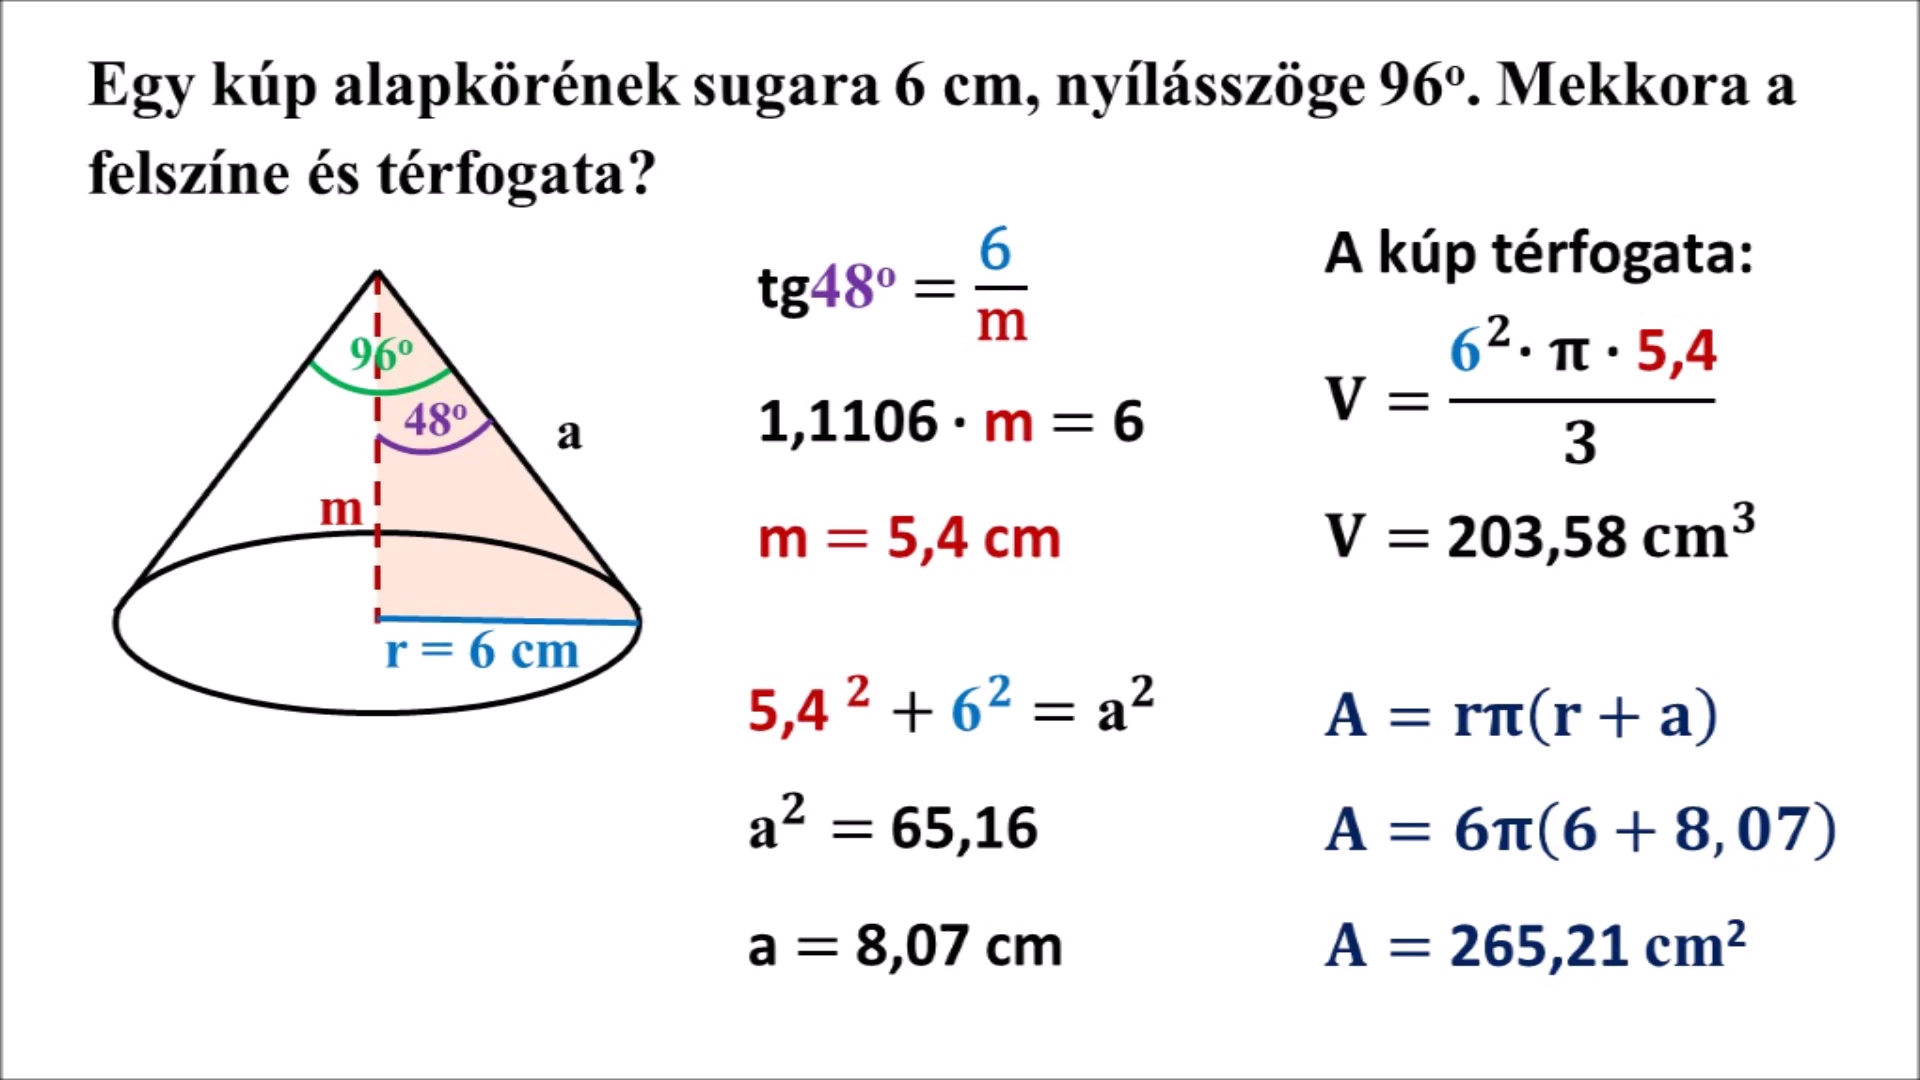 Egy kúp alapkörének sugara 6 cm, nyílásszöge 96°. Mekkora a
felszíne és térfogata?
96°
48°
a
m
r = 6 cm
tg48° = 6/m
1,1106 · m = 6
m = 5,4 cm
5,4² + 6² = a²
a² = 65,16
a = 8,07 cm
A kúp térfogata:
V = 6² · π · 5,4 / 3
V = 203,58 cm³
A = rπ(r + a)
A = 6π(6 + 8,07)
A = 265,21 cm²